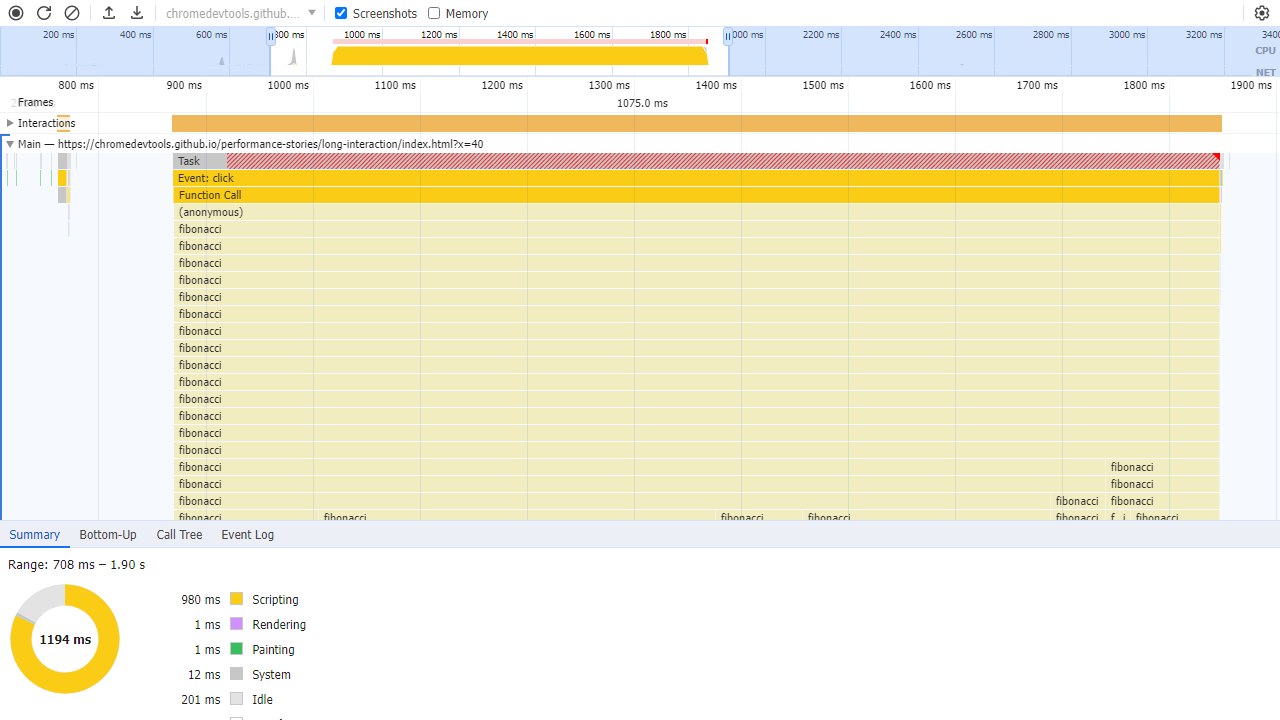 chromedevtools.github.... Screenshots Memory
200 ms 400 ms 600 ms 800 ms 1000 ms 1200 ms 1400 ms 1600 ms 1800 ms 2000 ms 2200 ms 2400 ms 2600 ms 2800 ms 3000 ms 3200 ms 3400
CPU
NET
800 ms 900 ms 1000 ms 1100 ms 1200 ms 1300 ms 1400 ms 1500 ms 1600 ms 1700 ms 1800 ms 1900 ms
Frames 1075.0 ms
Interactions
Main — https://chromedevtools.github.io/performance-stories/long-interaction/index.html?x=40
Task
Event: click
Function Call
(anonymous)
fibonacci
fibonacci
fibonacci
fibonacci
fibonacci
fibonacci
fibonacci
fibonacci
fibonacci
fibonacci
fibonacci
fibonacci
fibonacci
fibonacci
fibonacci fibonacci
fibonacci fibonacci
fibonacci fibonacci fibonacci
fibonacci fibonacci fibonacci fibonacci fibonacci f...i fibonacci
Summary Bottom-Up Call Tree Event Log
Range: 708 ms – 1.90 s
1194 ms
980 ms Scripting
1 ms Rendering
1 ms Painting
12 ms System
201 ms Idle